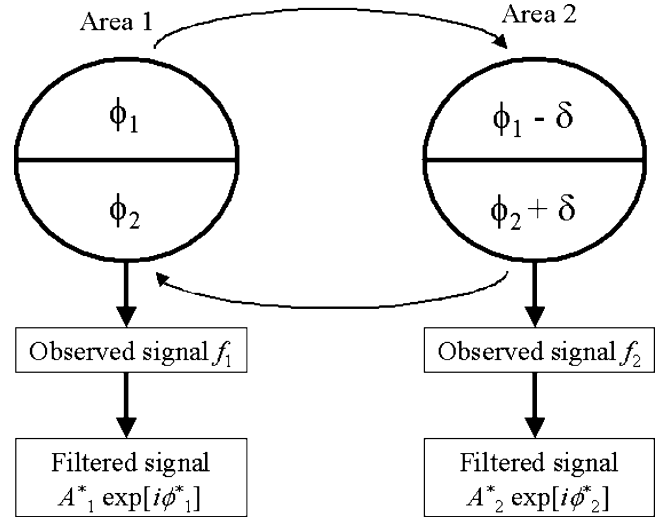 Area 1
Area 2
ϕ₁
ϕ₂
ϕ₁ - δ
ϕ₂ + δ
Observed signal f₁
Observed signal f₂
Filtered signal
A*₁ exp[iϕ*₁]
Filtered signal
A*₂ exp[iϕ*₂]